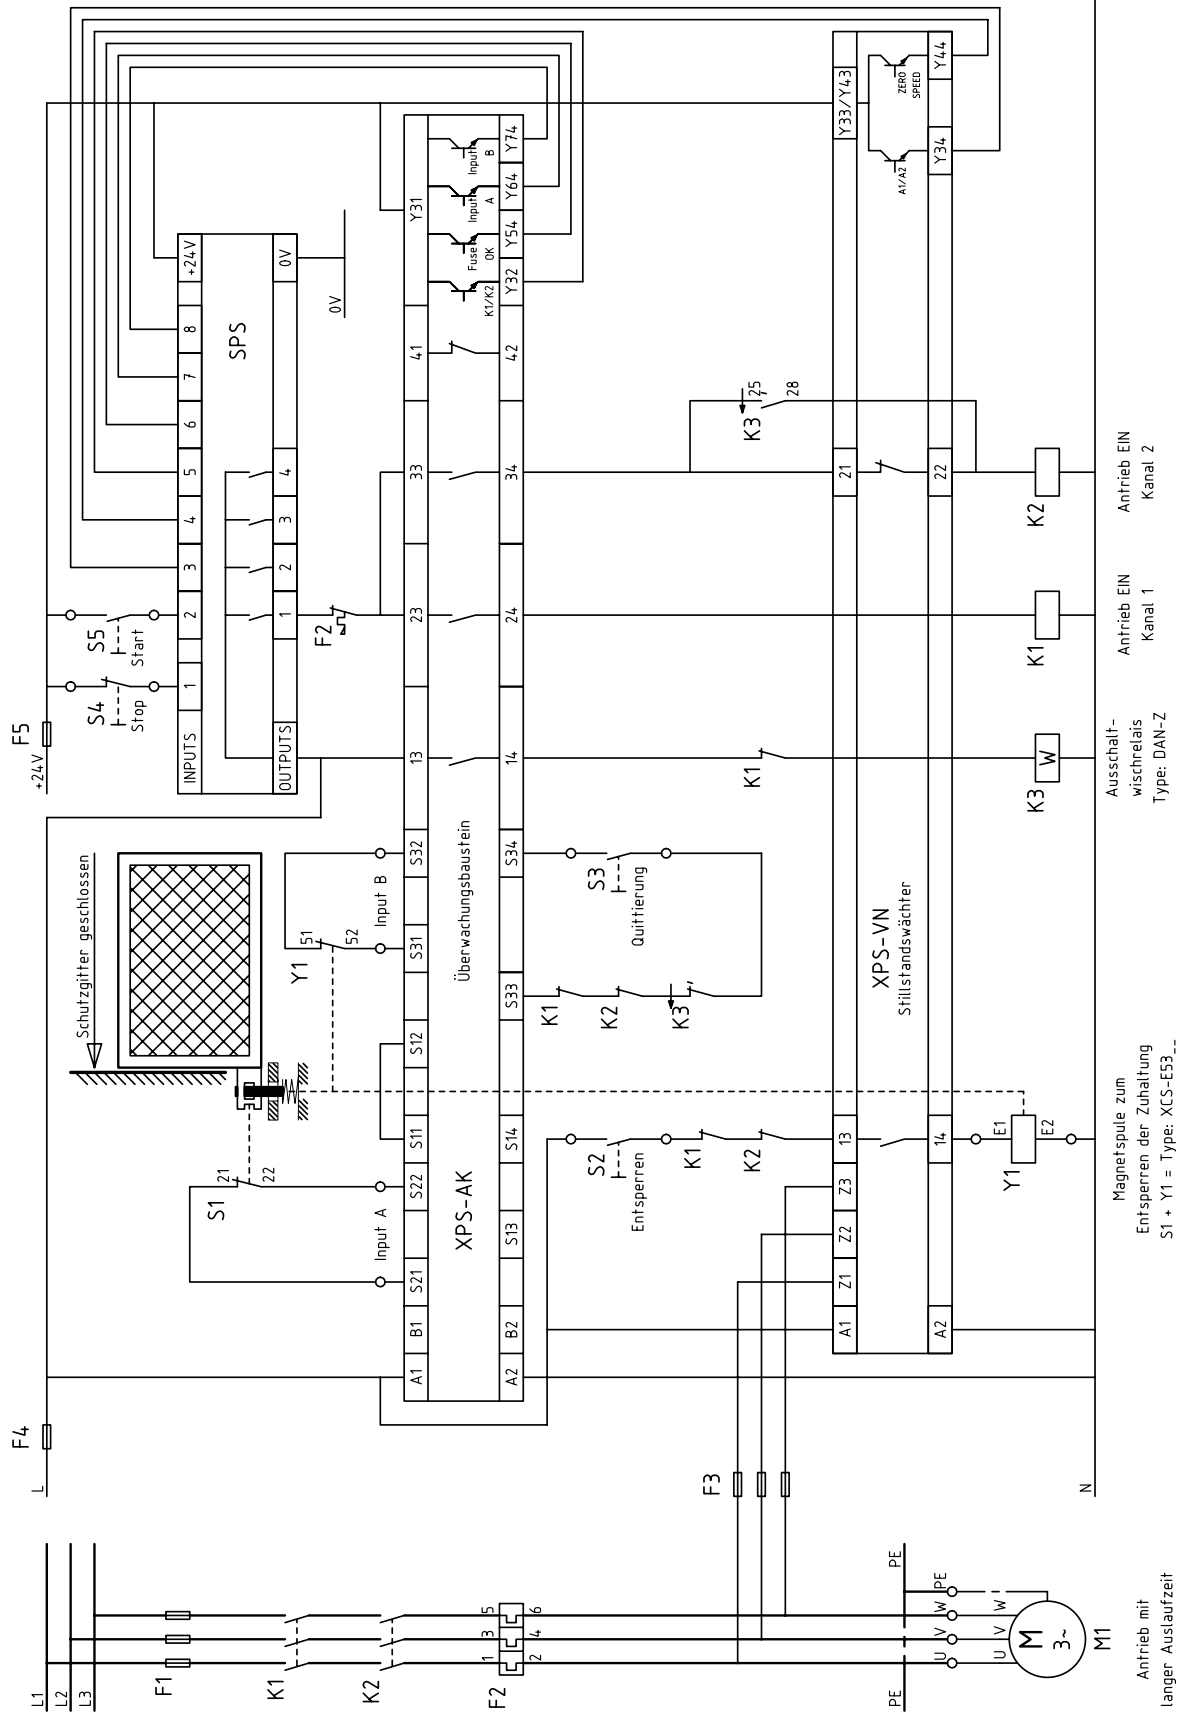 F5
+24V
S4
Stop
S5
Start
INPUTS
1
2
3
4
5
6
7
8
+24V
SPS
OUTPUTS
1
2
3
4
0V
0V
F2
F4
L
Schutzgitter geschlossen
S1
21
22
Y1
51
52
Input A
Input B
A1
B1
S21
S22
S11
S12
S31
S32
13
23
33
41
Y31
XPS-AK
Überwachungsbaustein
K1/K2
Fuse
OK
Input
A
Input
B
A2
B2
S13
S14
S33
S34
14
24
34
42
Y32
Y54
Y64
Y74
S2
Entsperren
K1
K2
K1
K2
K3
S3
Quittierung
K1
K3
25
28
F3
A1
Z1
Z2
Z3
13
21
Y33/Y43
XPS-VN
Stillstandswächter
A1/A2
ZERO
SPEED
A2
14
22
Y34
Y44
Y1
E1
E2
K3
W
K1
K2
N
Magnetspule zum
Entsperren der Zuhaltung
S1 + Y1 = Type: XCS-E53__
Ausschalt-
wischrelais
Type: DAN-Z
Antrieb EIN
Kanal 1
Antrieb EIN
Kanal 2
L1
L2
L3
F1
K1
K2
F2
1
3
5
2
4
6
PE
PE
U
V
W
PE
U
V
W
M
3~
M1
Antrieb mit
langer Auslaufzeit